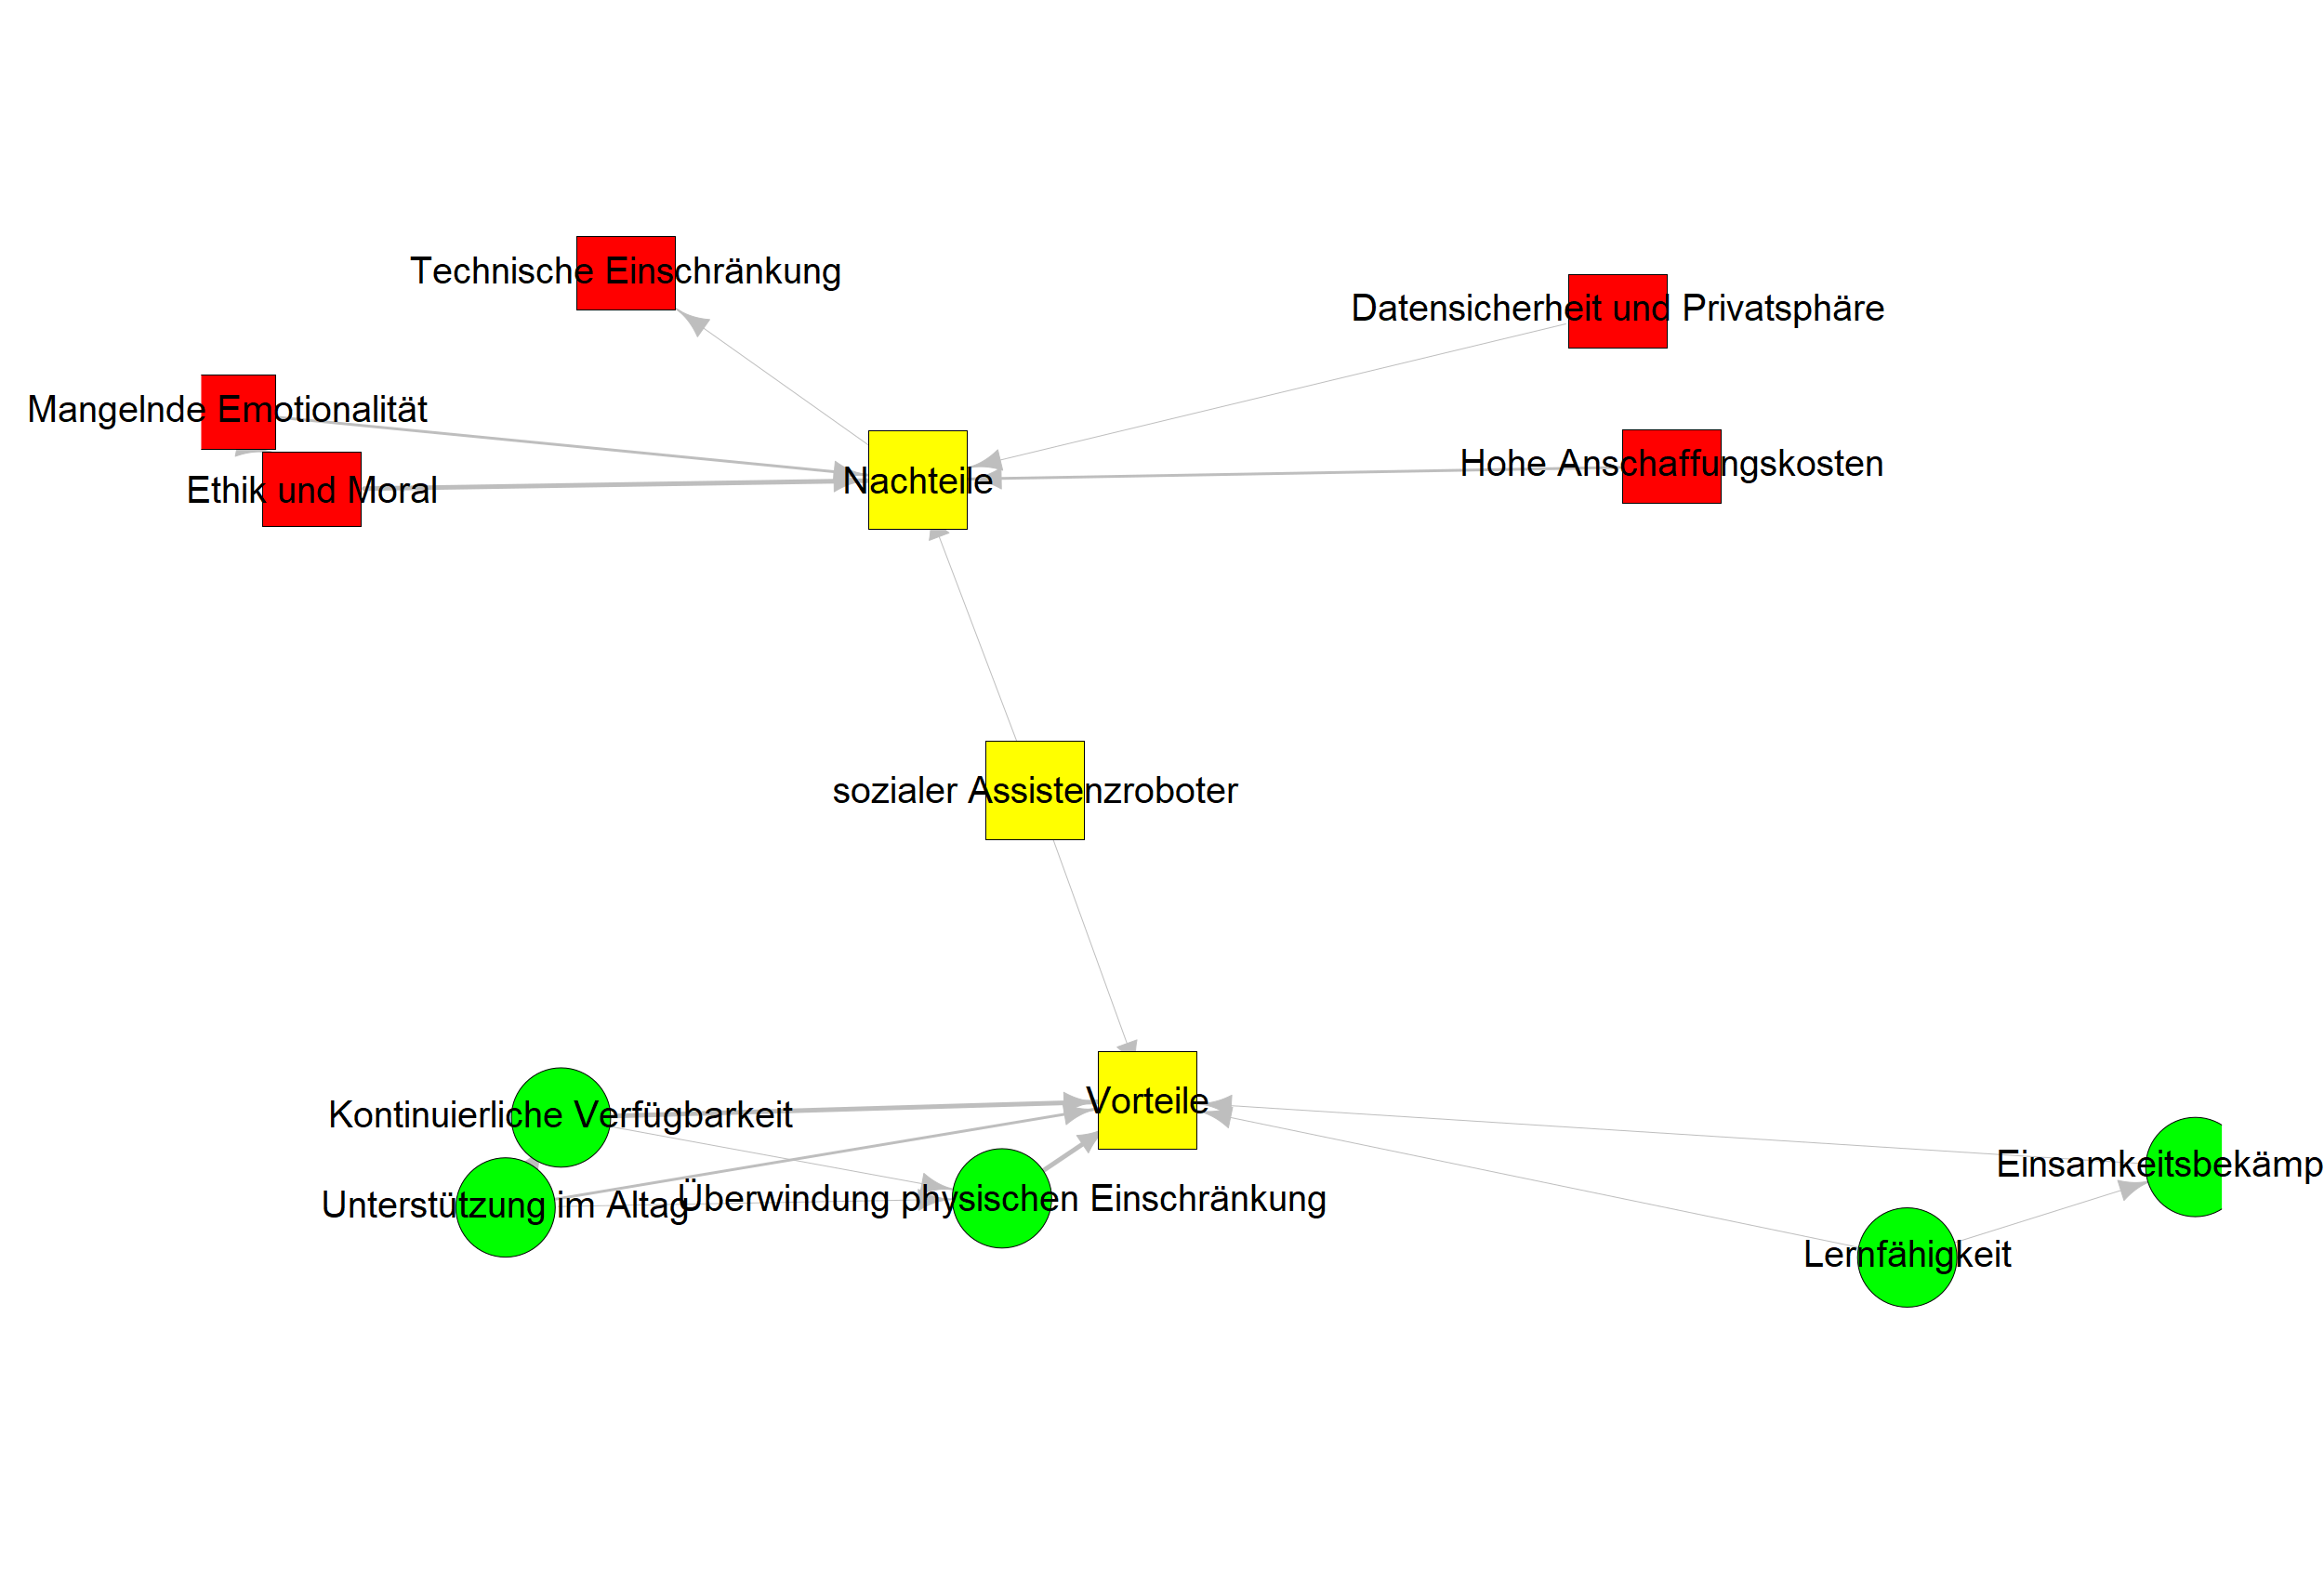 Technische Einschränkung
Datensicherheit und Privatsphäre
Mangelnde Emotionalität
Hohe Anschaffungskosten
Nachteile
Ethik und Moral
sozialer Assistenzroboter
Vorteile
Kontinuierliche Verfügbarkeit
Einsamkeitsbekämp
Überwindung physischen Einschränkung
Unterstützung im Altag
Lernfähigkeit